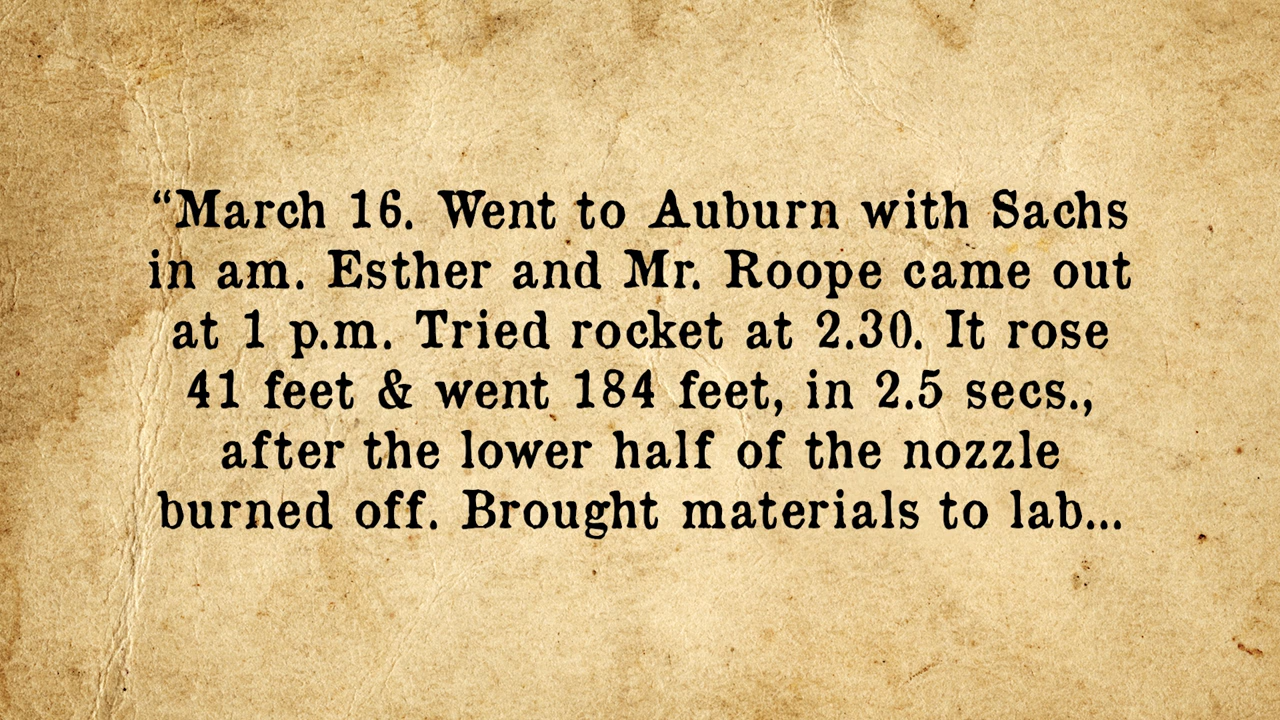 “March 16. Went to Auburn with Sachs
in am. Esther and Mr. Roope came out
at 1 p.m. Tried rocket at 2.30. It rose
41 feet & went 184 feet, in 2.5 secs.,
after the lower half of the nozzle
burned off. Brought materials to lab...